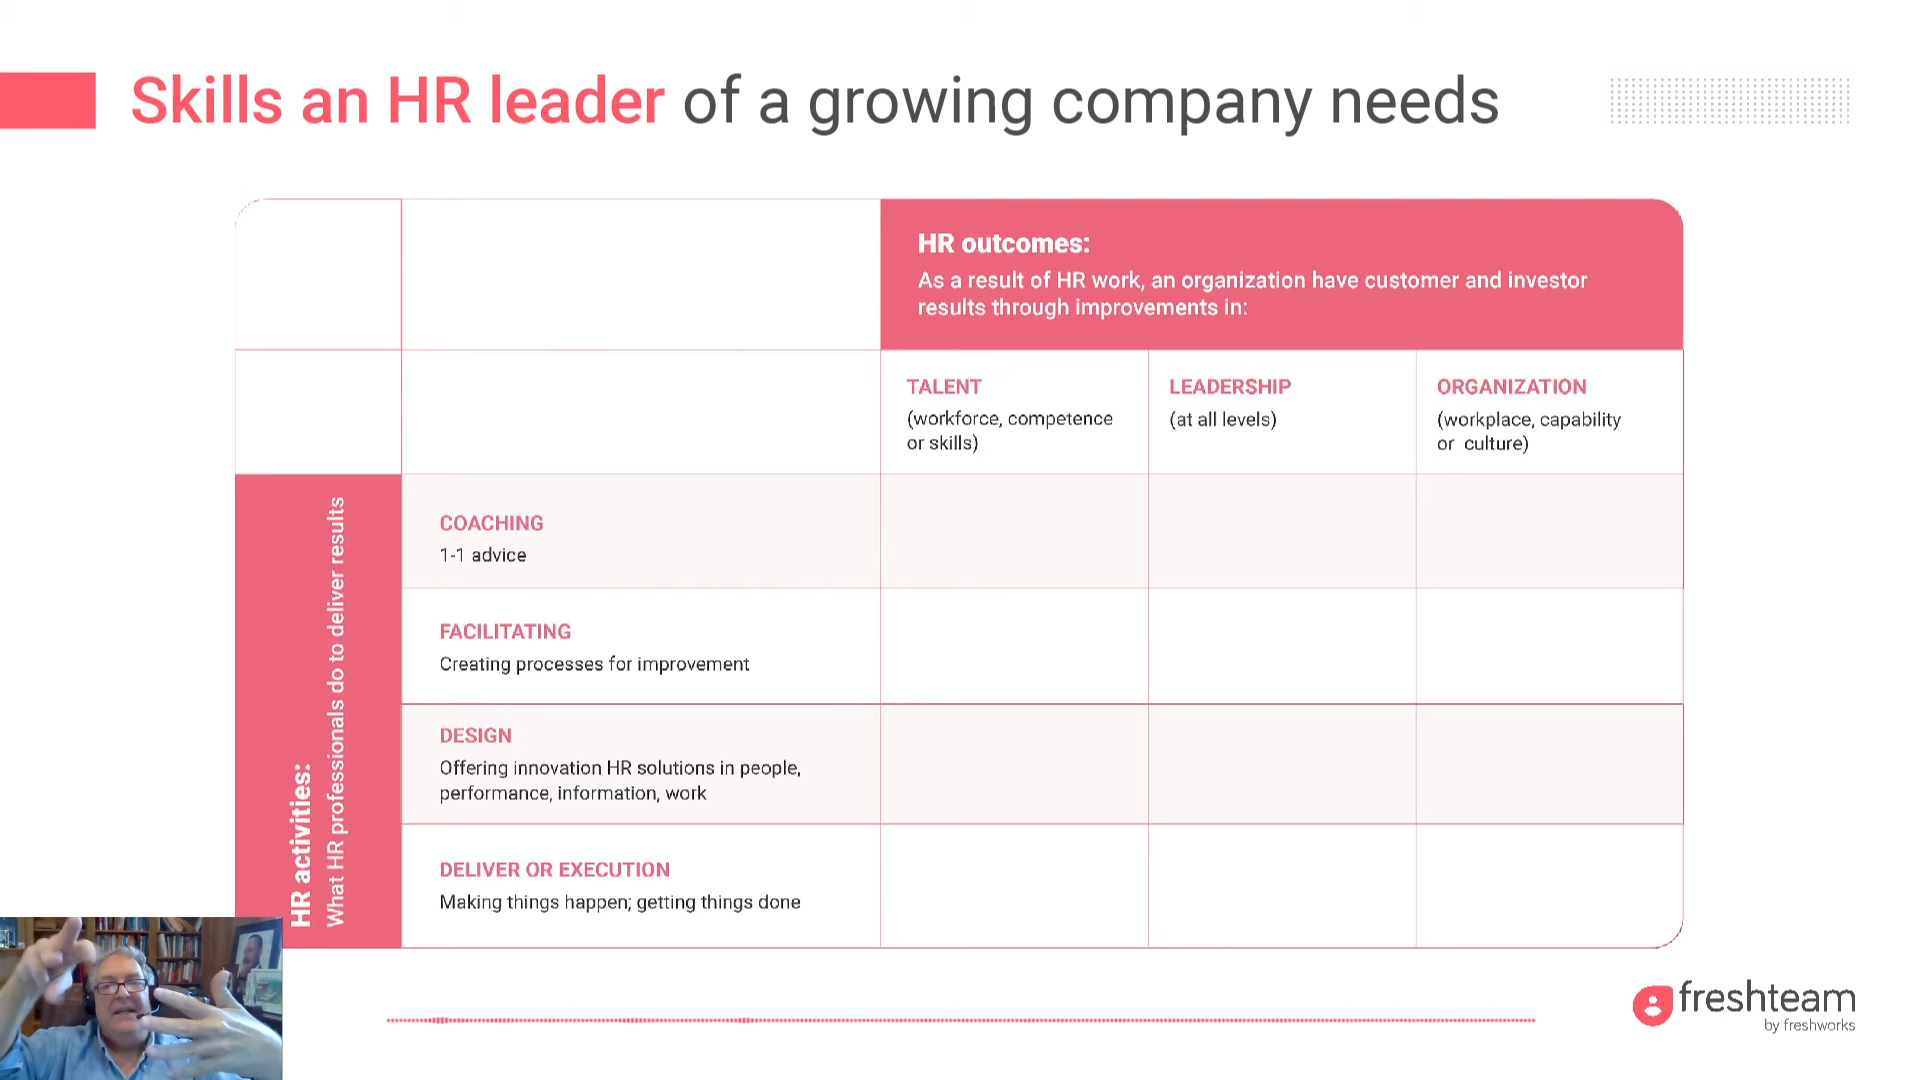 Skills an HR leader of a growing company needs
HR outcomes:
As a result of HR work, an organization have customer and investor
results through improvements in:
TALENT
(workforce, competence
or skills)
LEADERSHIP
(at all levels)
ORGANIZATION
(workplace, capability
or culture)
HR activities:
What HR professionals do to deliver results
COACHING
1-1 advice
FACILITATING
Creating processes for improvement
DESIGN
Offering innovation HR solutions in people,
performance, information, work
DELIVER OR EXECUTION
Making things happen; getting things done
freshteam
by freshworks